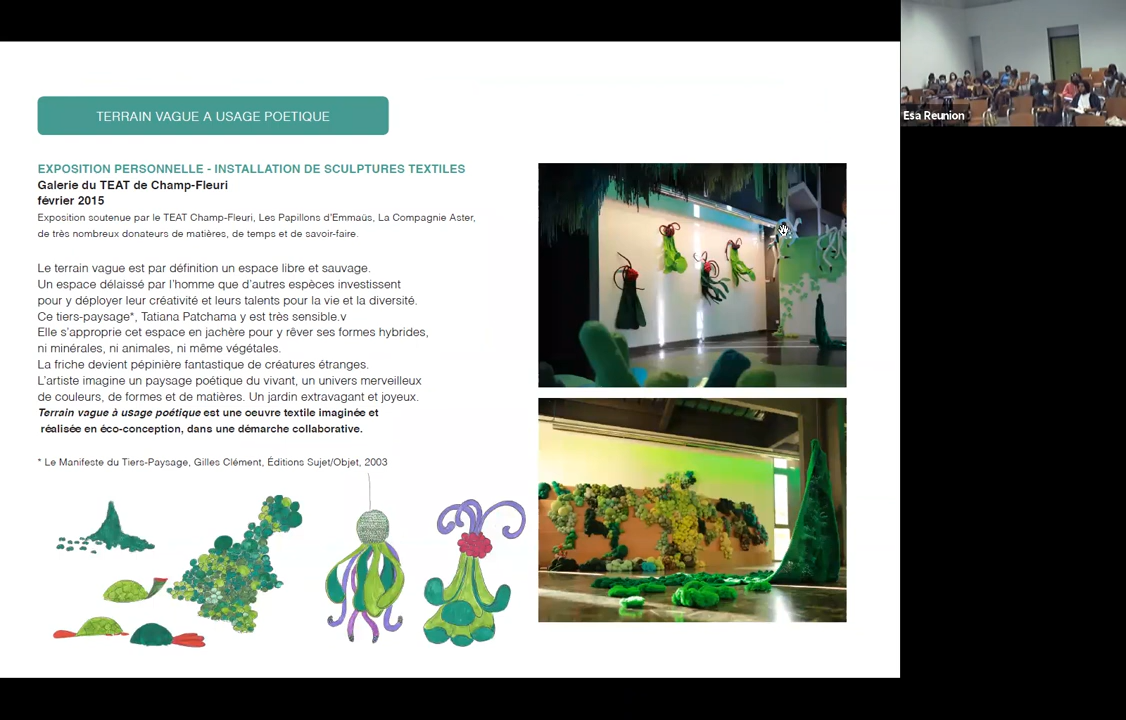 TERRAIN VAGUE A USAGE POETIQUE
Esa Reunion
EXPOSITION PERSONNELLE - INSTALLATION DE SCULPTURES TEXTILES
Galerie du TEAT de Champ-Fleuri
février 2015
Exposition soutenue par le TEAT Champ-Fleuri, Les Papillons d'Emmaüs, La Compagnie Aster,
de très nombreux donateurs de matières, de temps et de savoir-faire.
Le terrain vague est par définition un espace libre et sauvage.
Un espace délaissé par l'homme que d'autres espèces investissent
pour y déployer leur créativité et leurs talents pour la vie et la diversité.
Ce tiers-paysage*, Tatiana Patchama y est très sensible.v
Elle s'approprie cet espace en jachère pour y rêver ses formes hybrides,
ni minérales, ni animales, ni même végétales.
La friche devient pépinière fantastique de créatures étranges.
L'artiste imagine un paysage poétique du vivant, un univers merveilleux
de couleurs, de formes et de matières. Un jardin extravagant et joyeux.
Terrain vague à usage poétique est une oeuvre textile imaginée et
réalisée en éco-conception, dans une démarche collaborative.
* Le Manifeste du Tiers-Paysage, Gilles Clément, Éditions Sujet/Objet, 2003